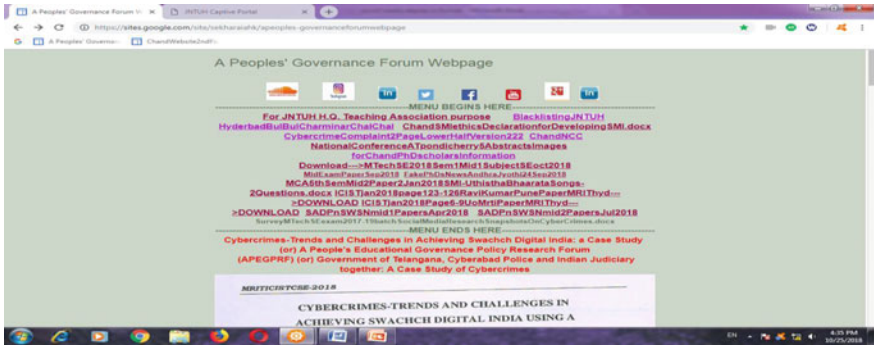 A Peoples' Governance Forum W
JNTUH Captive Portal
https://sites.google.com/site/sekharaiahk/apeoples-governanceforumwebpage
A Peoples' Governa
ChandWebsite2ndF
A Peoples' Governance Forum Webpage
MENU BEGINS HERE
For JNTUH H.Q. Teaching Association purpose BlacklistingJNTUH
HyderbadBulBulCharminarChalChal ChandSMIethicsDeclarationforDevelopingSMI.docx
CybercrimeComplaint2PageLowerHalfVersion222 ChandNCC
NationalConferenceATpondicherry5AbstractsImages
forChandPhDscholarsInformation
Download--->MTechSE2018Sem1Mid1Subject5EOct2018
MidExamPaperSep2018 FakePhDsNewsAndhraJyothi24Sep2018
MCA5thSemMid2Paper2Jan2018SMI-UthisthaBhaarataSongs-
2Questions.docx ICISTjan2018page123-126RaviKumarPunePaperMRIThyd---
>DOWNLOAD ICISTjan2018Page6-9UoMrtiPaperMRIThyd---
>DOWNLOAD SADPnSWSNmid1PapersApr2018 SADPnSWSNmid2PapersJul2018
SurveyMTechSEexam2017-19batchSocialMediaResearchSnapshotsOnCyberCrimes.docx
MENU ENDS HERE
Cybercrimes-Trends and Challenges in Achieving Swachch Digital India: a Case Study
(or) A People's Educational Governance Policy Research Forum
(APEGPRF) (or) Government of Telangana, Cyberabad Police and Indian Judiciary
together: A Case Study of Cybercrimes
MRITICISTCSE-2018
CYBERCRIMES-TRENDS AND CHALLENGES IN
ACHIEVING SWACHCH DIGITAL INDIA USING A
EN
4:35 PM
10/25/2018